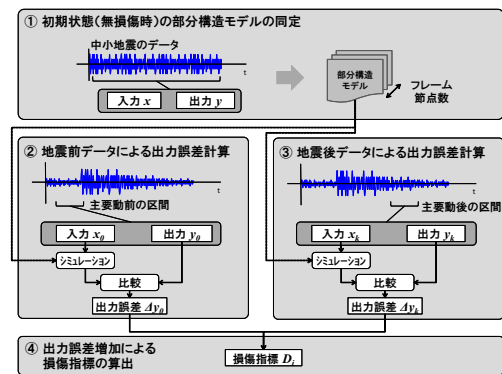 ① 初期状態(無損傷時)の部分構造モデルの同定
中小地震のデータ
t
入力 x
出力 y
部分構造
モデル
フレーム
節点数
② 地震前データによる出力誤差計算
t
主要動前の区間
入力 x0
出力 y0
シミュレーション
比較
出力誤差 Δy0
③ 地震後データによる出力誤差計算
t
主要動後の区間
入力 xk
出力 yk
シミュレーション
比較
出力誤差 Δyk
④ 出力誤差増加による
損傷指標の算出
損傷指標 Di